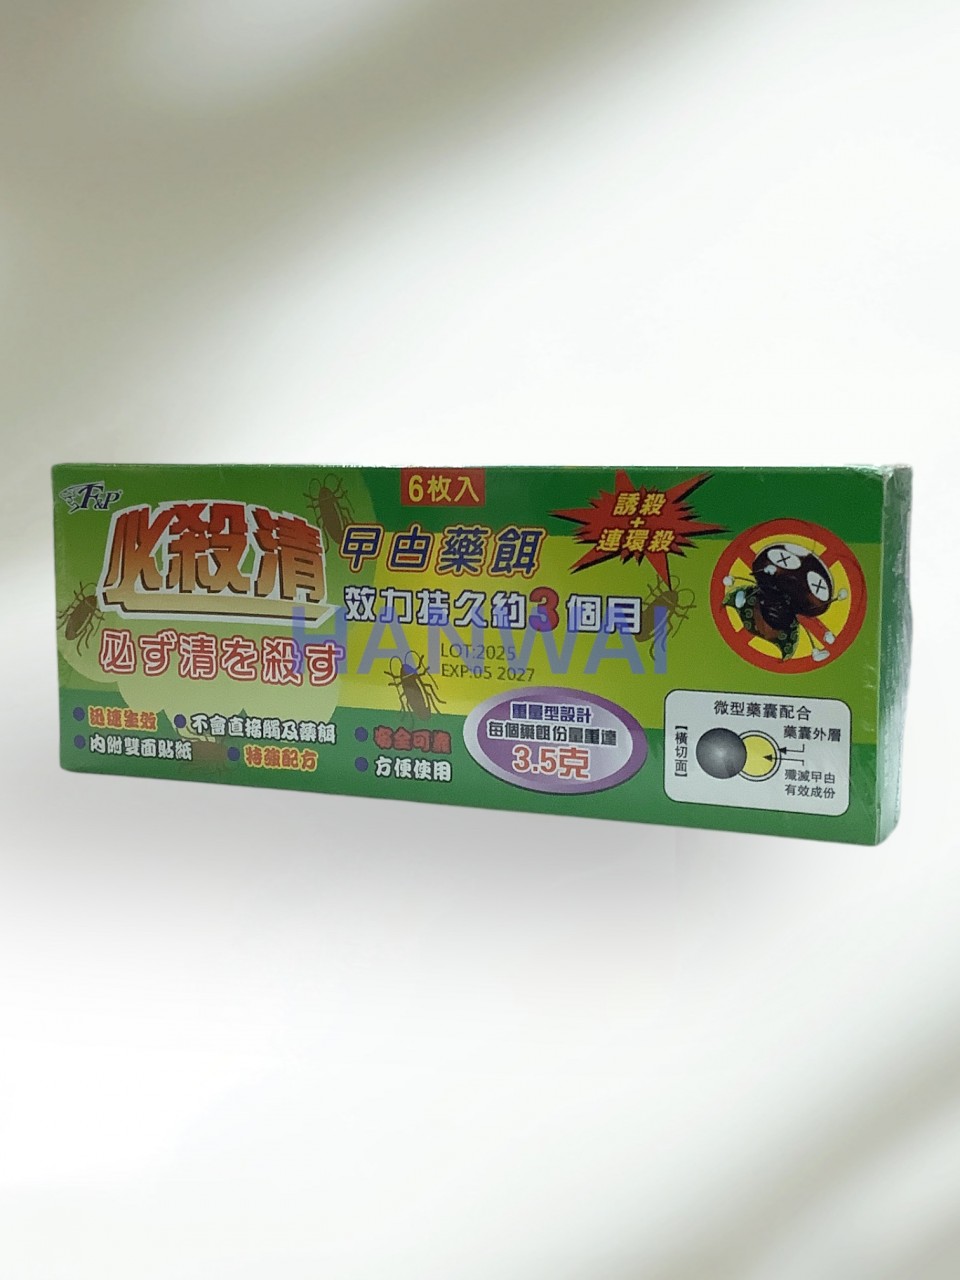 F&P
6枚入
必殺清
曱甴藥餌
誘殺
+
連環殺
效力持久約3個月
HANWAI
必ず清を殺す
LOT:2025
EXP:05 2027
迅速生效
不會直接觸及藥餌
安全可靠
內附雙面貼紙
特強配方
方便使用
重量型設計
每個藥餌份量重達
3.5克
微型藥囊配合
【橫切面】
藥囊外層
殲滅曱甴
有效成份